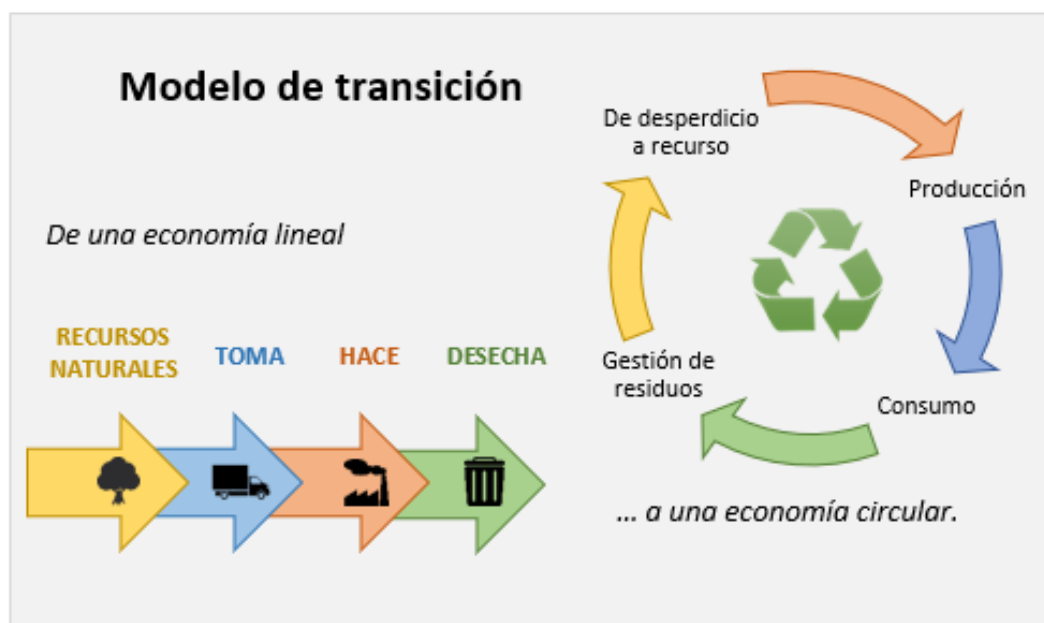 Modelo de transición
De una economía lineal
RECURSOS
NATURALES
TOMA
HACE
DESECHA
De desperdicio
a recurso
Producción
Consumo
Gestión de
residuos
... a una economía circular.